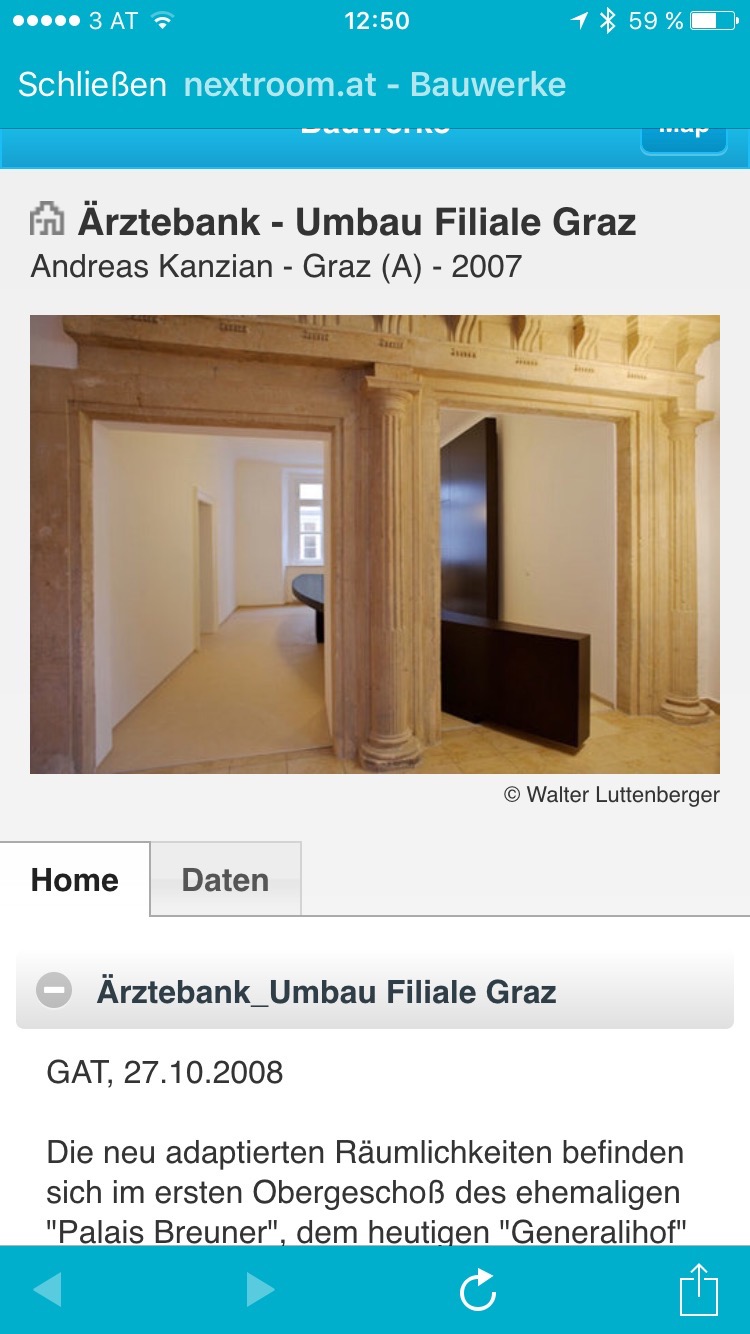 3 AT 12:50 59 %
Schließen nextroom.at - Bauwerke
Bauwerke Map
Ärztebank - Umbau Filiale Graz
Andreas Kanzian - Graz (A) - 2007
© Walter Luttenberger
Home Daten
Ärztebank_Umbau Filiale Graz
GAT, 27.10.2008
Die neu adaptierten Räumlichkeiten befinden
sich im ersten Obergeschoß des ehemaligen
"Palais Breuner", dem heutigen "Generalihof"